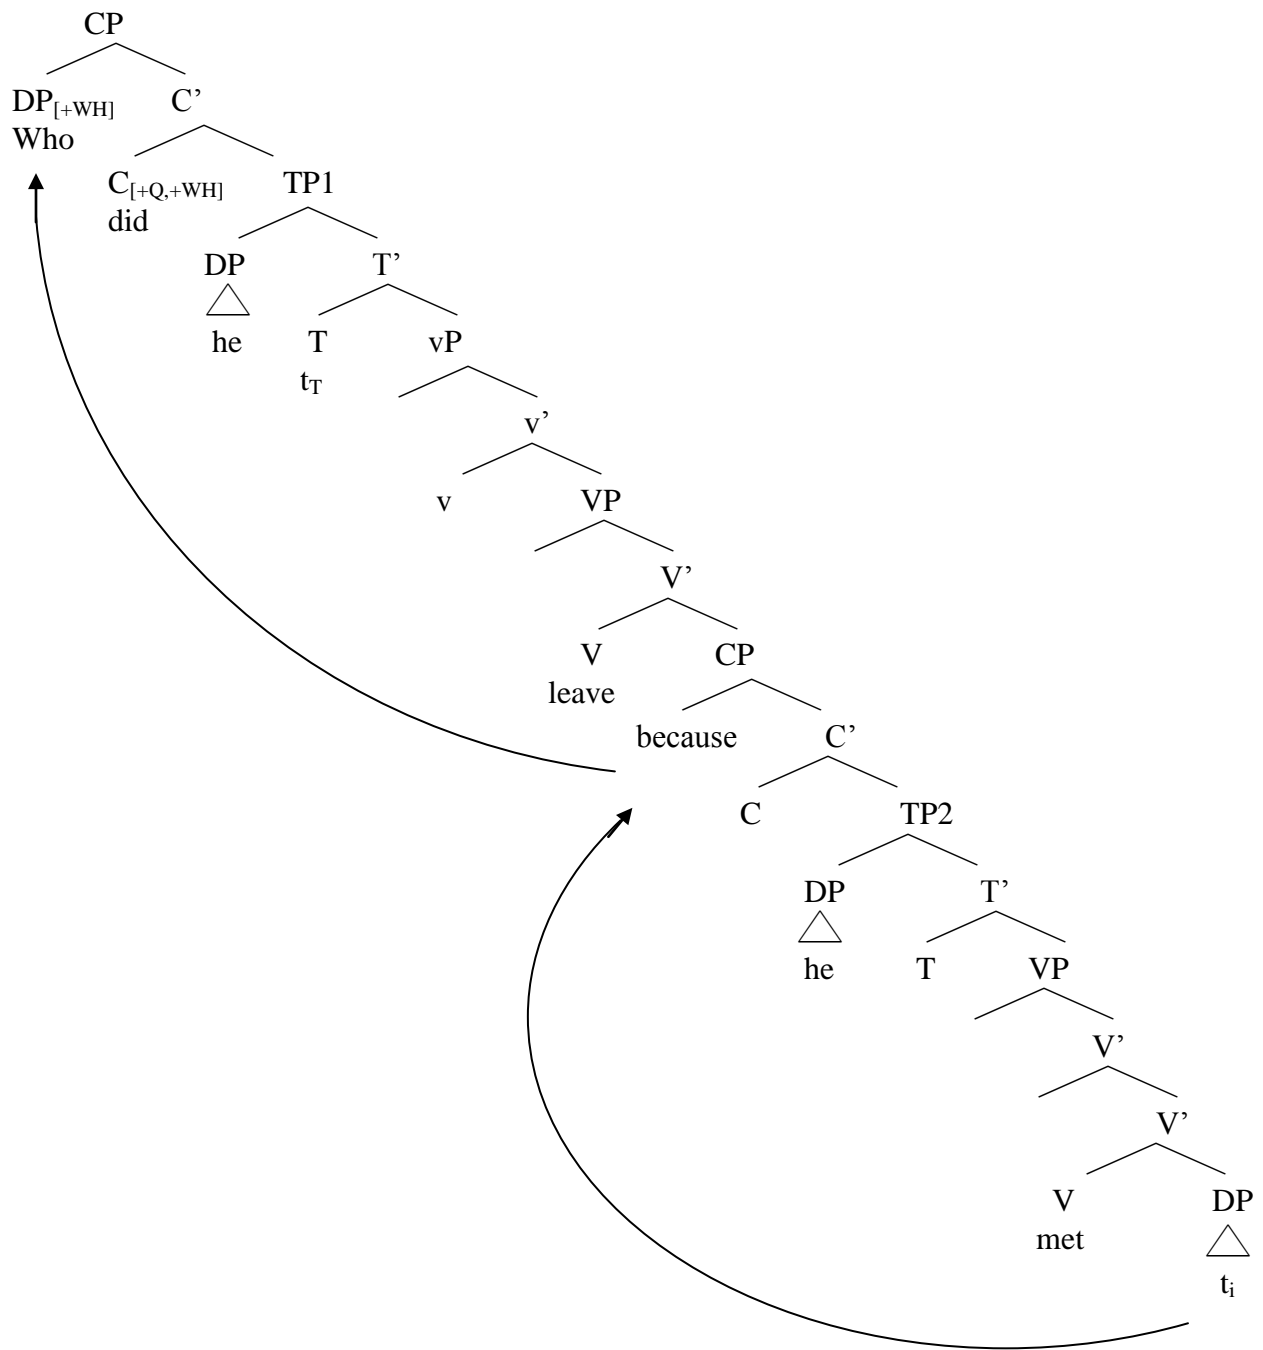 CP
DP[+WH] C’
Who
C[+Q,+WH] TP1
did
DP T’
he T vP
tT
v’
v VP
V’
V CP
leave
because C’
C TP2
DP T’
he T VP
V’
V’
V DP
met
ti